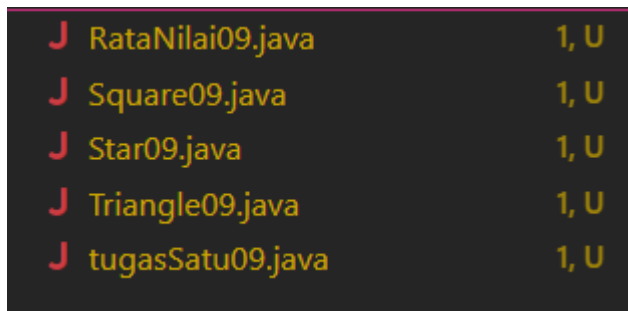 J RataNilai09.java 1, U
J Square09.java 1, U
J Star09.java 1, U
J Triangle09.java 1, U
J tugasSatu09.java 1, U